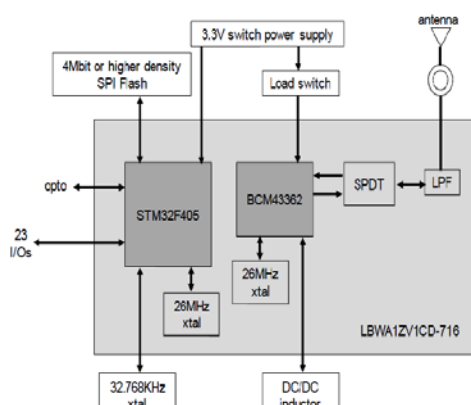 antenna
3.3V switch power supply
4Mbit or higher density
SPI Flash
Load switch
opto
STM32F405
BCM43362
SPDT
LPF
23
I/Os
26MHz
xtal
26MHz
xtal
LBWA1ZV1CD-716
32.768KHz
xtal
DC/DC
inductor